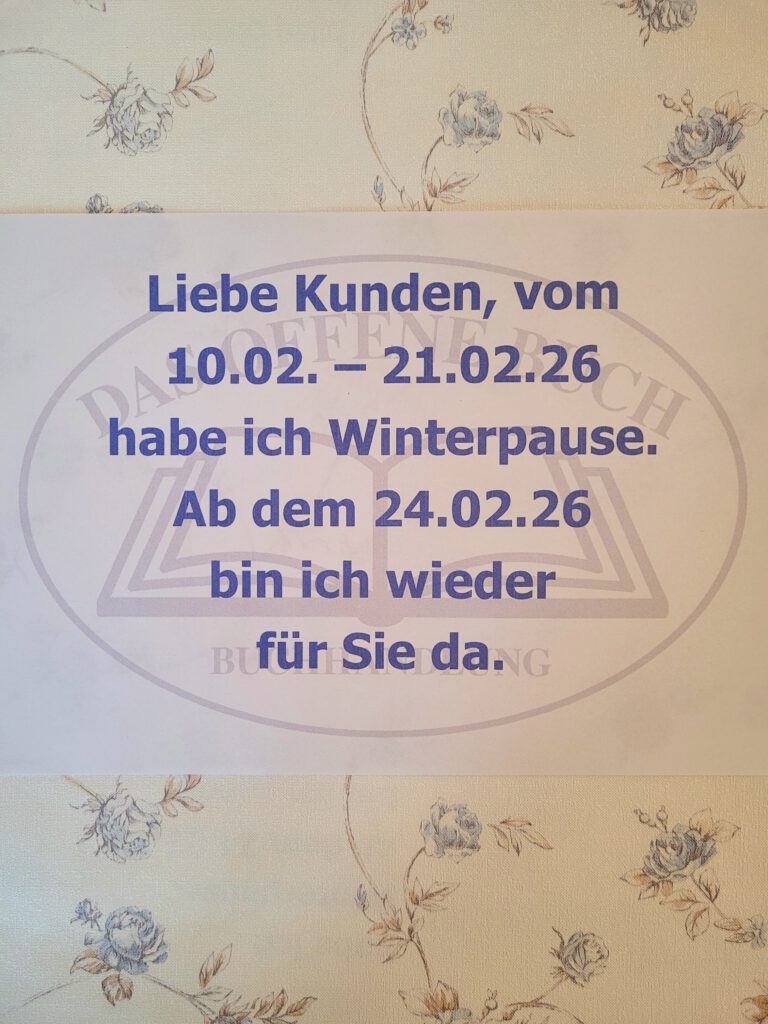 Liebe Kunden, vom
10.02. – 21.02.26
habe ich Winterpause.
Ab dem 24.02.26
bin ich wieder
für Sie da.
DAS OFFENE BUCH
BUCHHANDLUNG